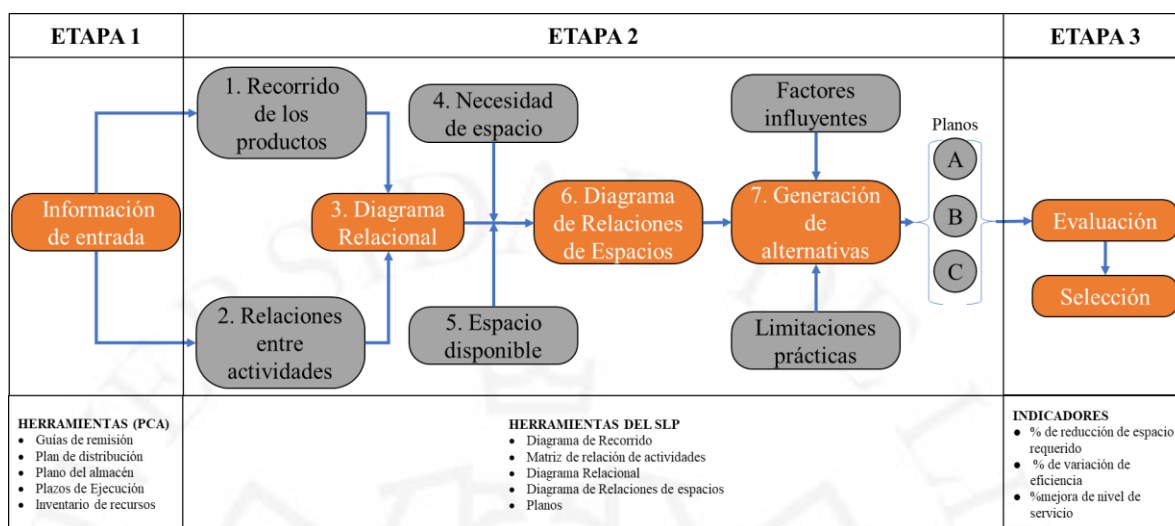 ETAPA 1
ETAPA 2
ETAPA 3
1. Recorrido
de los
productos
4. Necesidad
de espacio
Factores
influyentes
Planos
A
Información
de entrada
3. Diagrama
Relacional
6. Diagrama
de Relaciones
de Espacios
7. Generación
de
alternativas
B
Evaluación
C
Selección
2. Relaciones
entre
actividades
5. Espacio
disponible
Limitaciones
prácticas
HERRAMIENTAS (PCA)
● Guías de remisión
● Plan de distribución
● Plano del almacén
● Plazos de Ejecución
● Inventario de recursos
HERRAMIENTAS DEL SLP
● Diagrama de Recorrido
● Matriz de relación de actividades
● Diagrama Relacional
● Diagrama de Relaciones de espacios
● Planos
INDICADORES
● % de reducción de espacio
requerido
● % de variación de
eficiencia
● %mejora de nivel de
servicio